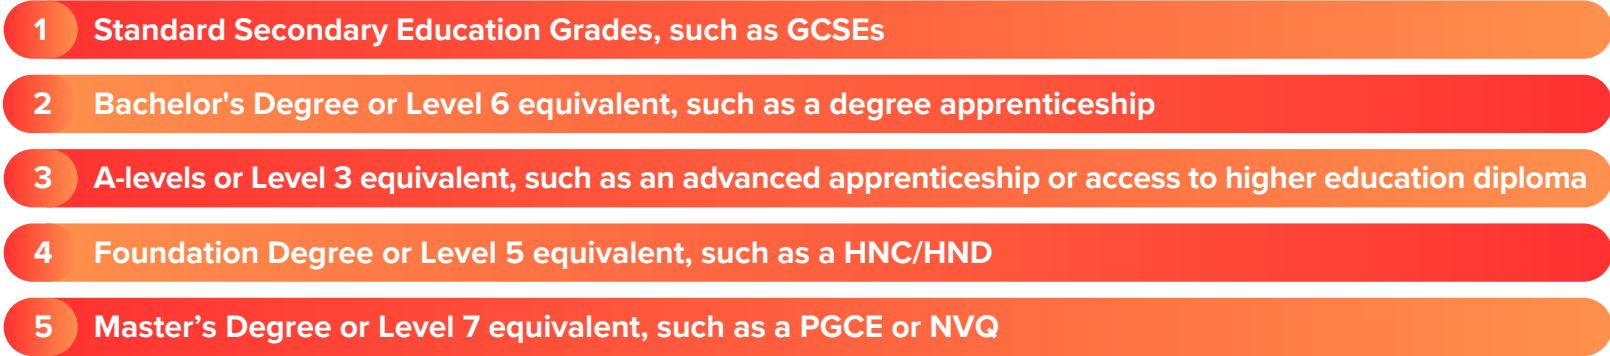 1 Standard Secondary Education Grades, such as GCSEs
2 Bachelor's Degree or Level 6 equivalent, such as a degree apprenticeship
3 A-levels or Level 3 equivalent, such as an advanced apprenticeship or access to higher education diploma
4 Foundation Degree or Level 5 equivalent, such as a HNC/HND
5 Master’s Degree or Level 7 equivalent, such as a PGCE or NVQ